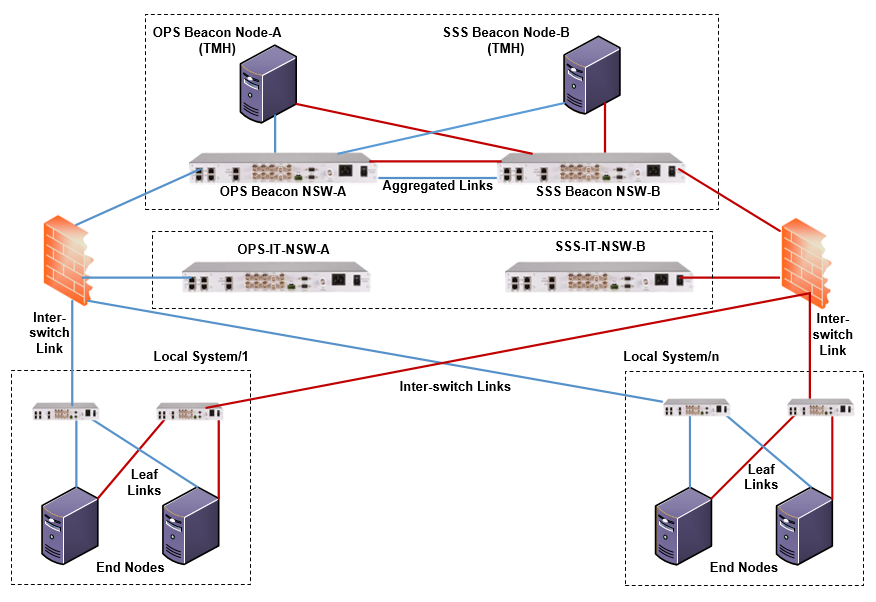 OPS Beacon Node-A
(TMH)
SSS Beacon Node-B
(TMH)
OPS Beacon NSW-A
Aggregated Links
SSS Beacon NSW-B
OPS-IT-NSW-A
SSS-IT-NSW-B
Inter-
switch
Link
Inter-
switch
Link
Local System/1
Local System/n
Inter-switch Links
Leaf
Links
Leaf
Links
End Nodes
End Nodes